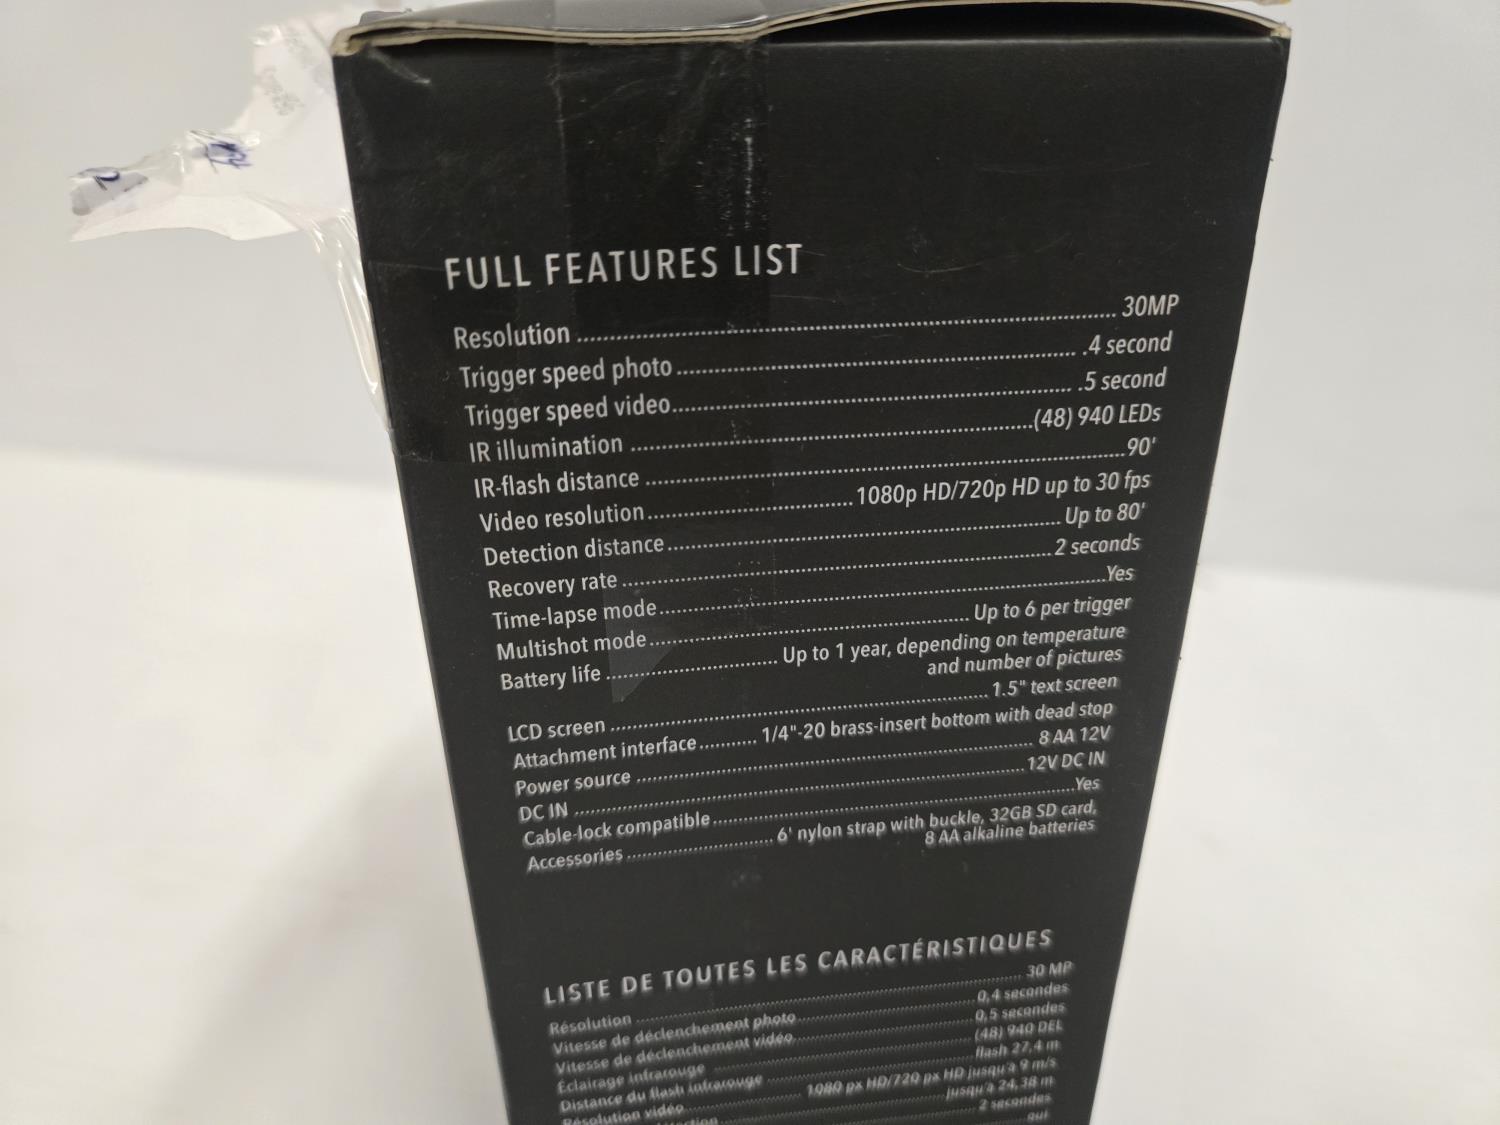 FULL FEATURES LIST
Resolution ........ 30MP
Trigger speed photo ........ .4 second
Trigger speed video ........ .5 second
IR illumination ........ (48) 940 LEDs
IR-flash distance ........ 90'
Video resolution ........ 1080p HD/720p HD up to 30 fps
Detection distance ........ Up to 80'
Recovery rate ........ 2 seconds
Time-lapse mode ........ Yes
Multishot mode ........ Up to 6 per trigger
Battery life ........ Up to 1 year, depending on temperature
and number of pictures
LCD screen ........ 1.5" text screen
Attachment interface ........ 1/4"-20 brass-insert bottom with dead stop
Power source ........ 8 AA 12V
DC IN ........ 12V DC IN
Cable-lock compatible ........ Yes
Accessories ........ 6' nylon strap with buckle, 32GB SD card,
8 AA alkaline batteries
LISTE DE TOUTES LES CARACTÉRISTIQUES
Résolution ........ 30 MP
Vitesse de déclenchement photo ........ 0,4 secondes
Vitesse de déclenchement vidéo ........ 0,5 secondes
Éclairage infrarouge ........ (48) 940 DEL
Distance du flash infrarouge ........ flash 27,4 m
Résolution vidéo ........ 1080 px HD/720 px HD jusqu'à 9 m/s
jusqu'à 24,38 m
2 secondes
oui